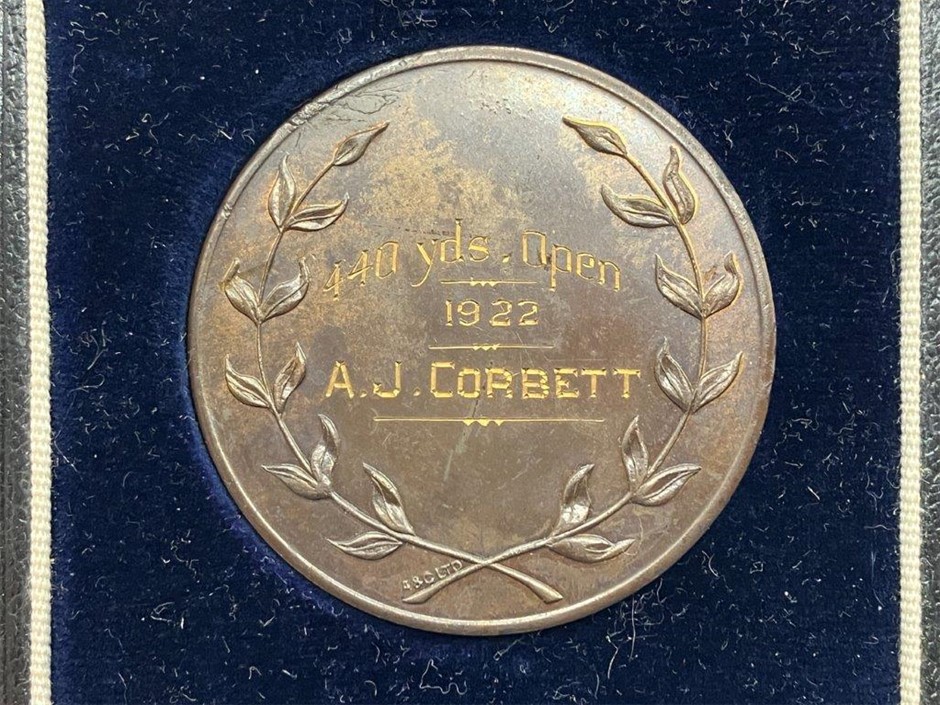 440 yds. Open
1922
A.J. CORBETT